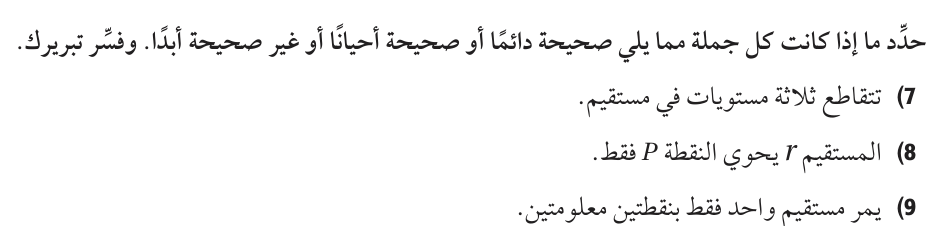 حدِّد ما إذا كانت كل جملة مما يلي صحيحة دائمًا أو صحيحة أحيانًا أو غير صحيحة أبدًا. وفسِّر تبريرك.
7) تتقاطع ثلاثة مستويات في مستقيم.
8) المستقيم r يحوي النقطة P فقط.
9) يمر مستقيم واحد فقط بنقطتين معلومتين.